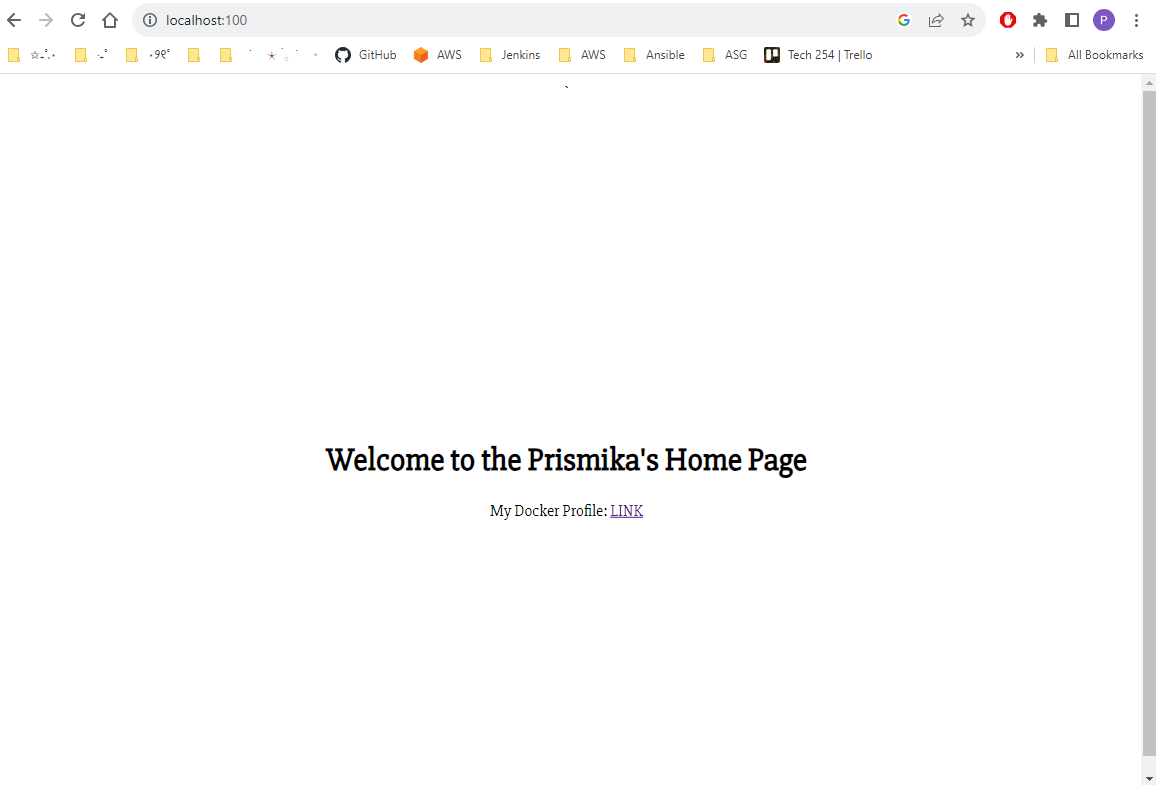 localhost:100
GitHub AWS Jenkins AWS Ansible ASG Tech 254 | Trello » All Bookmarks
`
Welcome to the Prismika's Home Page
My Docker Profile: LINK